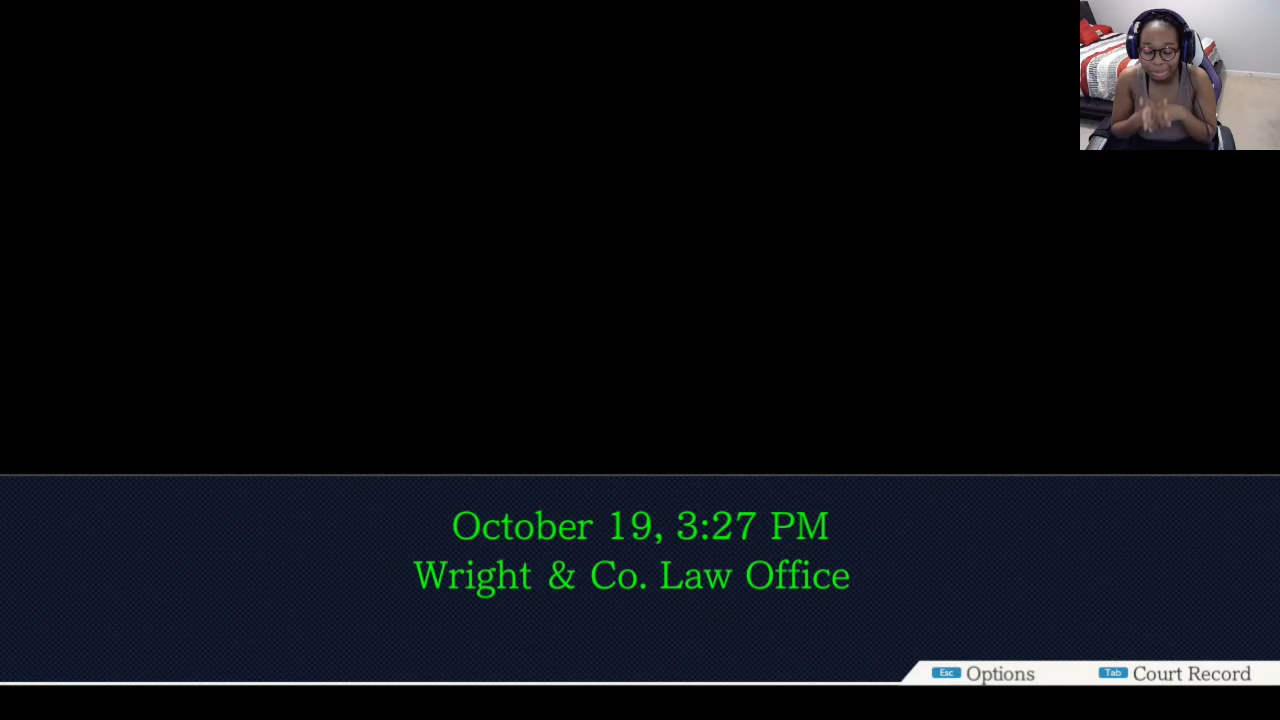 October 19, 3:27 PM
Wright & Co. Law Office
Esc Options Tab Court Record